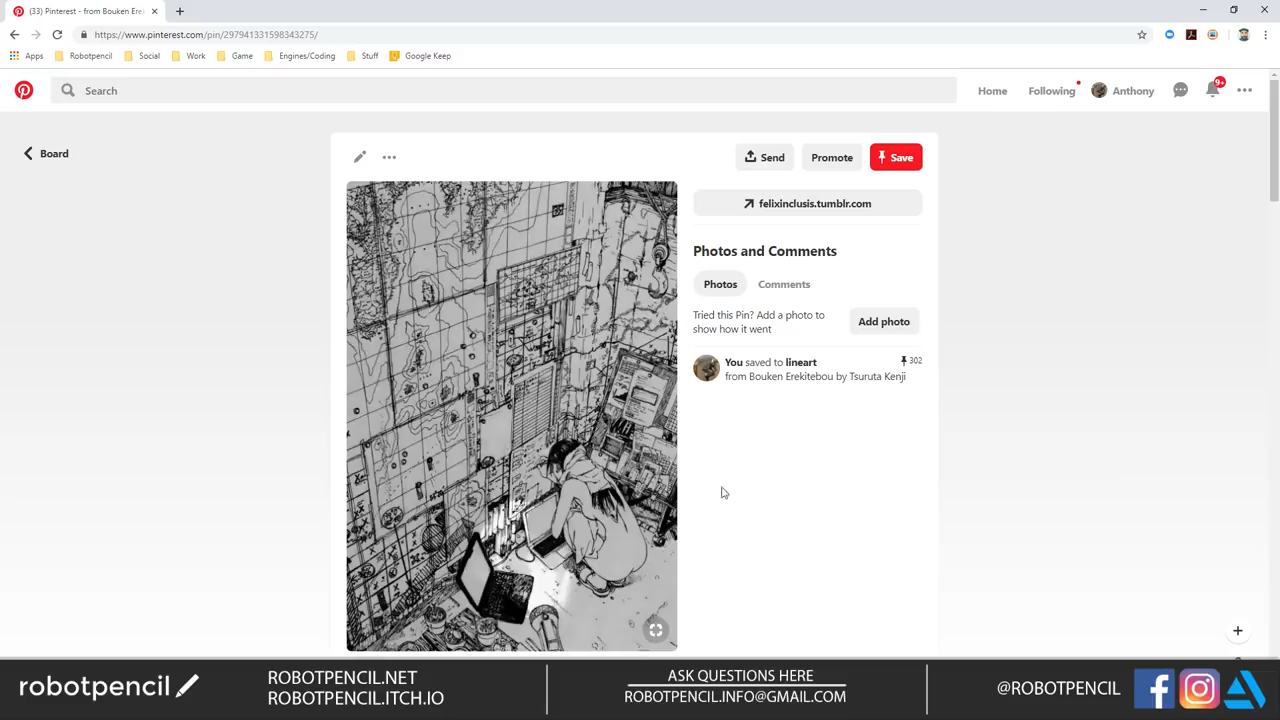 (33) Pinterest - from Bouken Erek
https://www.pinterest.com/pin/297941331598343275/
Apps Robotpencil Social Work Game Engines/Coding Stuff Google Keep
Search Home Following Anthony 9+
Board
Send Promote Save
felixinclusis.tumblr.com
Photos and Comments
Photos Comments
Tried this Pin? Add a photo to
show how it went
Add photo
You saved to lineart 302
from Bouken Erekitebou by Tsuruta Kenji
robotpencil
ROBOTPENCIL.NET
ROBOTPENCIL.ITCH.IO
ASK QUESTIONS HERE
ROBOTPENCIL.INFO@GMAIL.COM
@ROBOTPENCIL